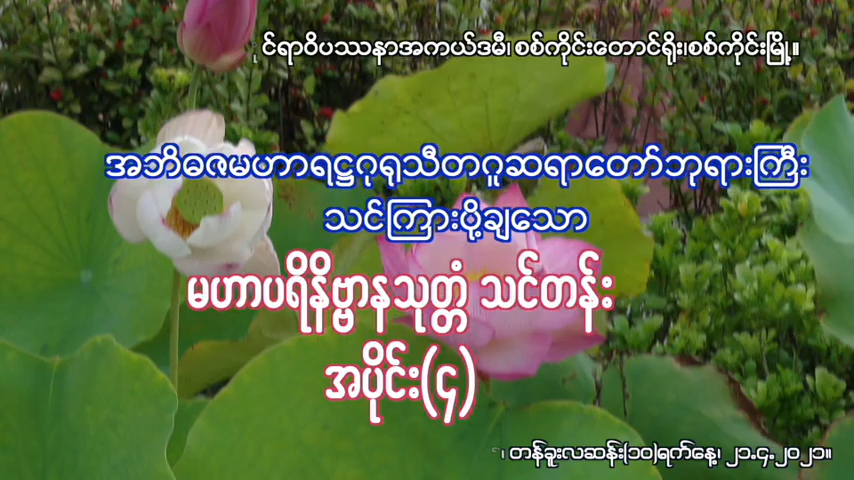 ိုင်ရာဝိပဿနာအကယ်ဒမီ၊ စစ်ကိုင်းတောင်ရိုး၊စစ်ကိုင်းမြို့။
အဘိဓဇမဟာရဋ္ဌဂုရုသီတဂူဆရာတော်ဘုရားကြီး
သင်ကြားပို့ချသော
မဟာပရိနိဗ္ဗာနသုတ္တံ သင်တန်း
အပိုင်း(၄)
၊ တန်ခူးလဆန်း(၁၀)ရက်နေ့၊ ၂၁.၄.၂၀၂၁။